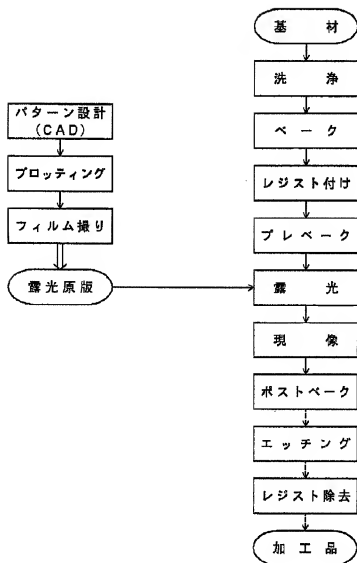 基材
洗浄
ベーク
レジスト付け
プレベーク
露光
現像
ポストベーク
エッチング
レジスト除去
加工品
パターン設計
(CAD)
プロッティング
フィルム撮り
露光原版